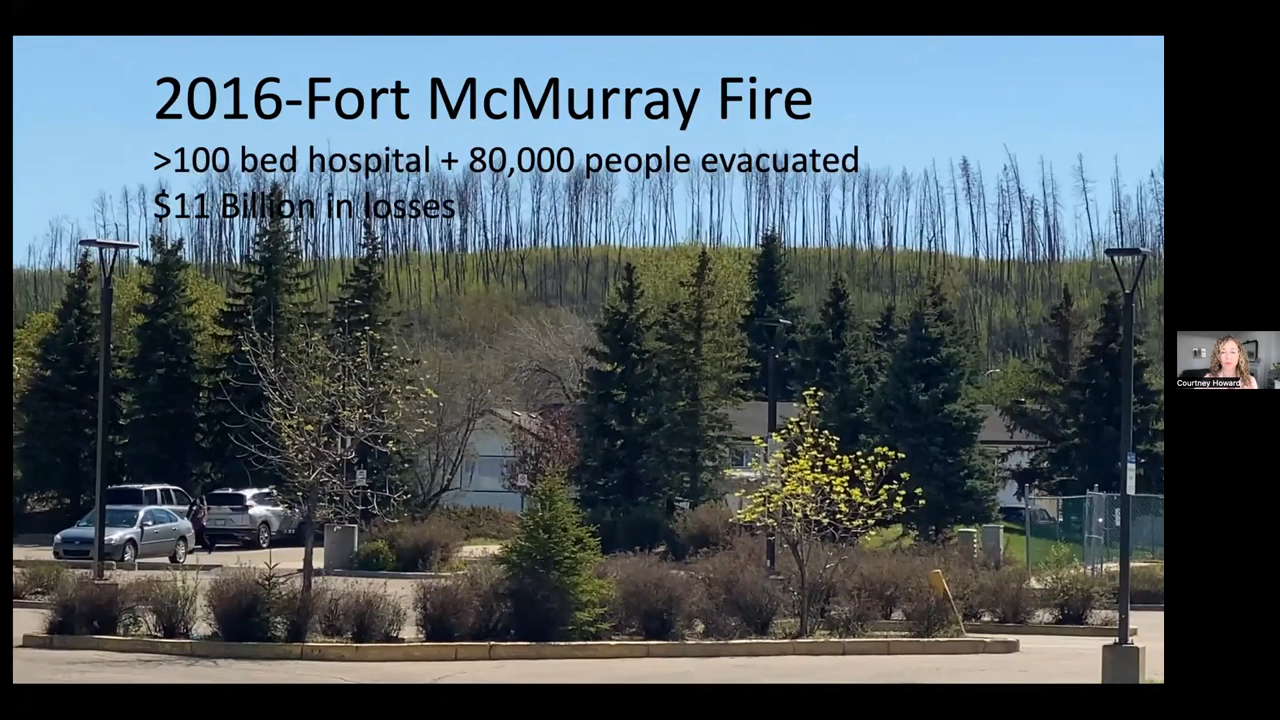 2016-Fort McMurray Fire
>100 bed hospital + 80,000 people evacuated
$11 Billion in losses
Courtney Howard